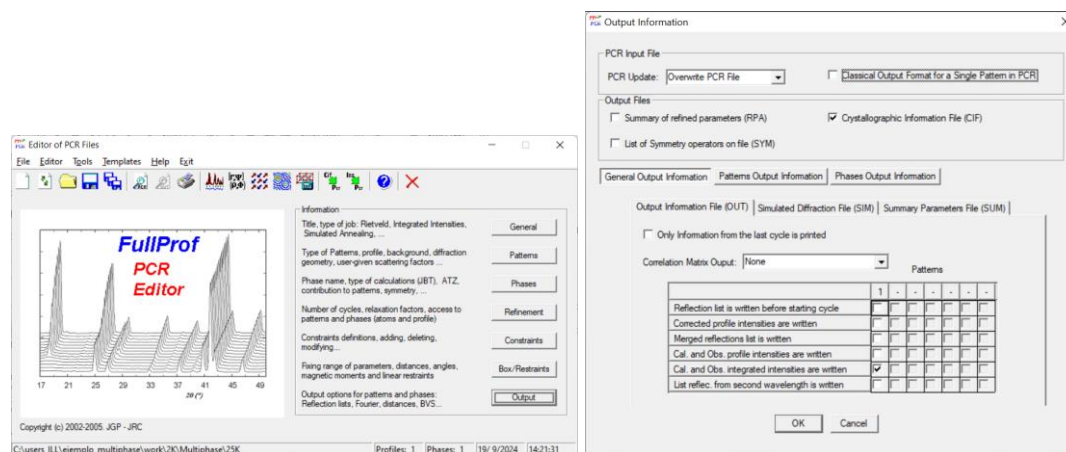 Editor of PCR Files
File Editor Tools Templates Help Exit
FullProf
PCR
Editor
17 21 25 29 33 37 41 45 49
2θ (°)
Information
Title, type of job: Rietveld, Integrated Intensities,
Simulated Annealing, ...
General
Type of Patterns, profile, background, diffraction
geometry, user-given scattering factors ...
Patterns
Phase name, type of calculations (JBT), ATZ,
contribution to patterns, symmetry, ...
Phases
Number of cycles, relaxation factors, access to
patterns and phases (atoms and profile)
Refinement
Constraints definitions, adding, deleting,
modifying...
Constraints
Fixing range of parameters, distances, angles,
magnetic moments and linear restraints
Box/Restraints
Output options for patterns and phases:
Reflection lists, Fourier, distances, BVS...
Output
Copyright (c) 2002-2005. JGP - JRC
C:\users_ILL\ejemplo_multiphase\work\2K\Multiphase\25K Profiles: 1 Phases: 1 19/ 9/2024 14:21:31
Output Information
PCR Input File
PCR Update: Overwrite PCR File
Classical Output Format for a Single Pattern in PCR
Output Files
Summary of refined parameters (RPA)
Crystallographic Information File (CIF)
List of Symmetry operators on file (SYM)
General Output Information Patterns Output Information Phases Output Information
Output Information File (OUT) Simulated Diffraction File (SIM) Summary Parameters File (SUM)
Only Information from the last cycle is printed
Correlation Matrix Ouput: None
Patterns
1 - - - - - -
Reflection list is written before starting cycle
Corrected profile intensities are written
Merged reflections list is written
Cal. and Obs. profile intensities are written
Cal. and Obs. integrated intensities are written
List reflec. from second wavelength is written
OK Cancel